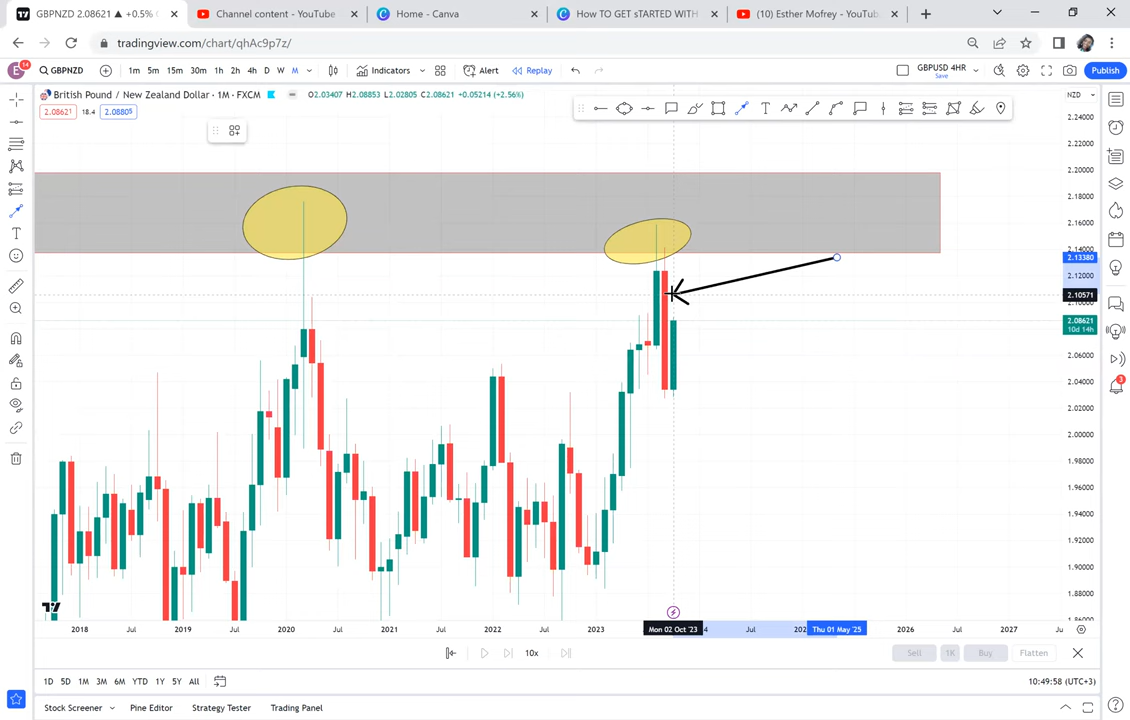 GBPNZD 2.08621 ▲ +0.5% G
Channel content - YouTube
Home - Canva
How TO GET sTARTED WITH
(10) Esther Mofrey - YouTub
tradingview.com/chart/qhAc9p7z/
E 14
GBPNZD
1m 5m 15m 30m 1h 2h 4h D W M
Indicators
Alert
Replay
GBPUSD 4HR
Save
Publish
British Pound / New Zealand Dollar · 1M · FXCM
O2.03407 H2.08853 L2.02805 C2.08621 +0.05214 (+2.56%)
NZD
2.08621 18.4 2.08805
2.24000
2.22000
2.20000
2.18000
2.16000
2.14000
2.13380
2.12000
2.10571
2.10000
2.08621
10d 14h
2.06000
2.04000
2.02000
2.00000
1.98000
1.96000
1.94000
1.92000
1.90000
1.88000
1.86000
3
2018 Jul 2019 Jul 2020 Jul 2021 Jul 2022 Jul 2023 Mon 02 Oct '23 4 Jul 202 Thu 01 May '25 2026 Jul 2027 Ju
10x
Sell 1K Buy Flatten
1D 5D 1M 3M 6M YTD 1Y 5Y All
10:49:58 (UTC+3)
Stock Screener Pine Editor Strategy Tester Trading Panel